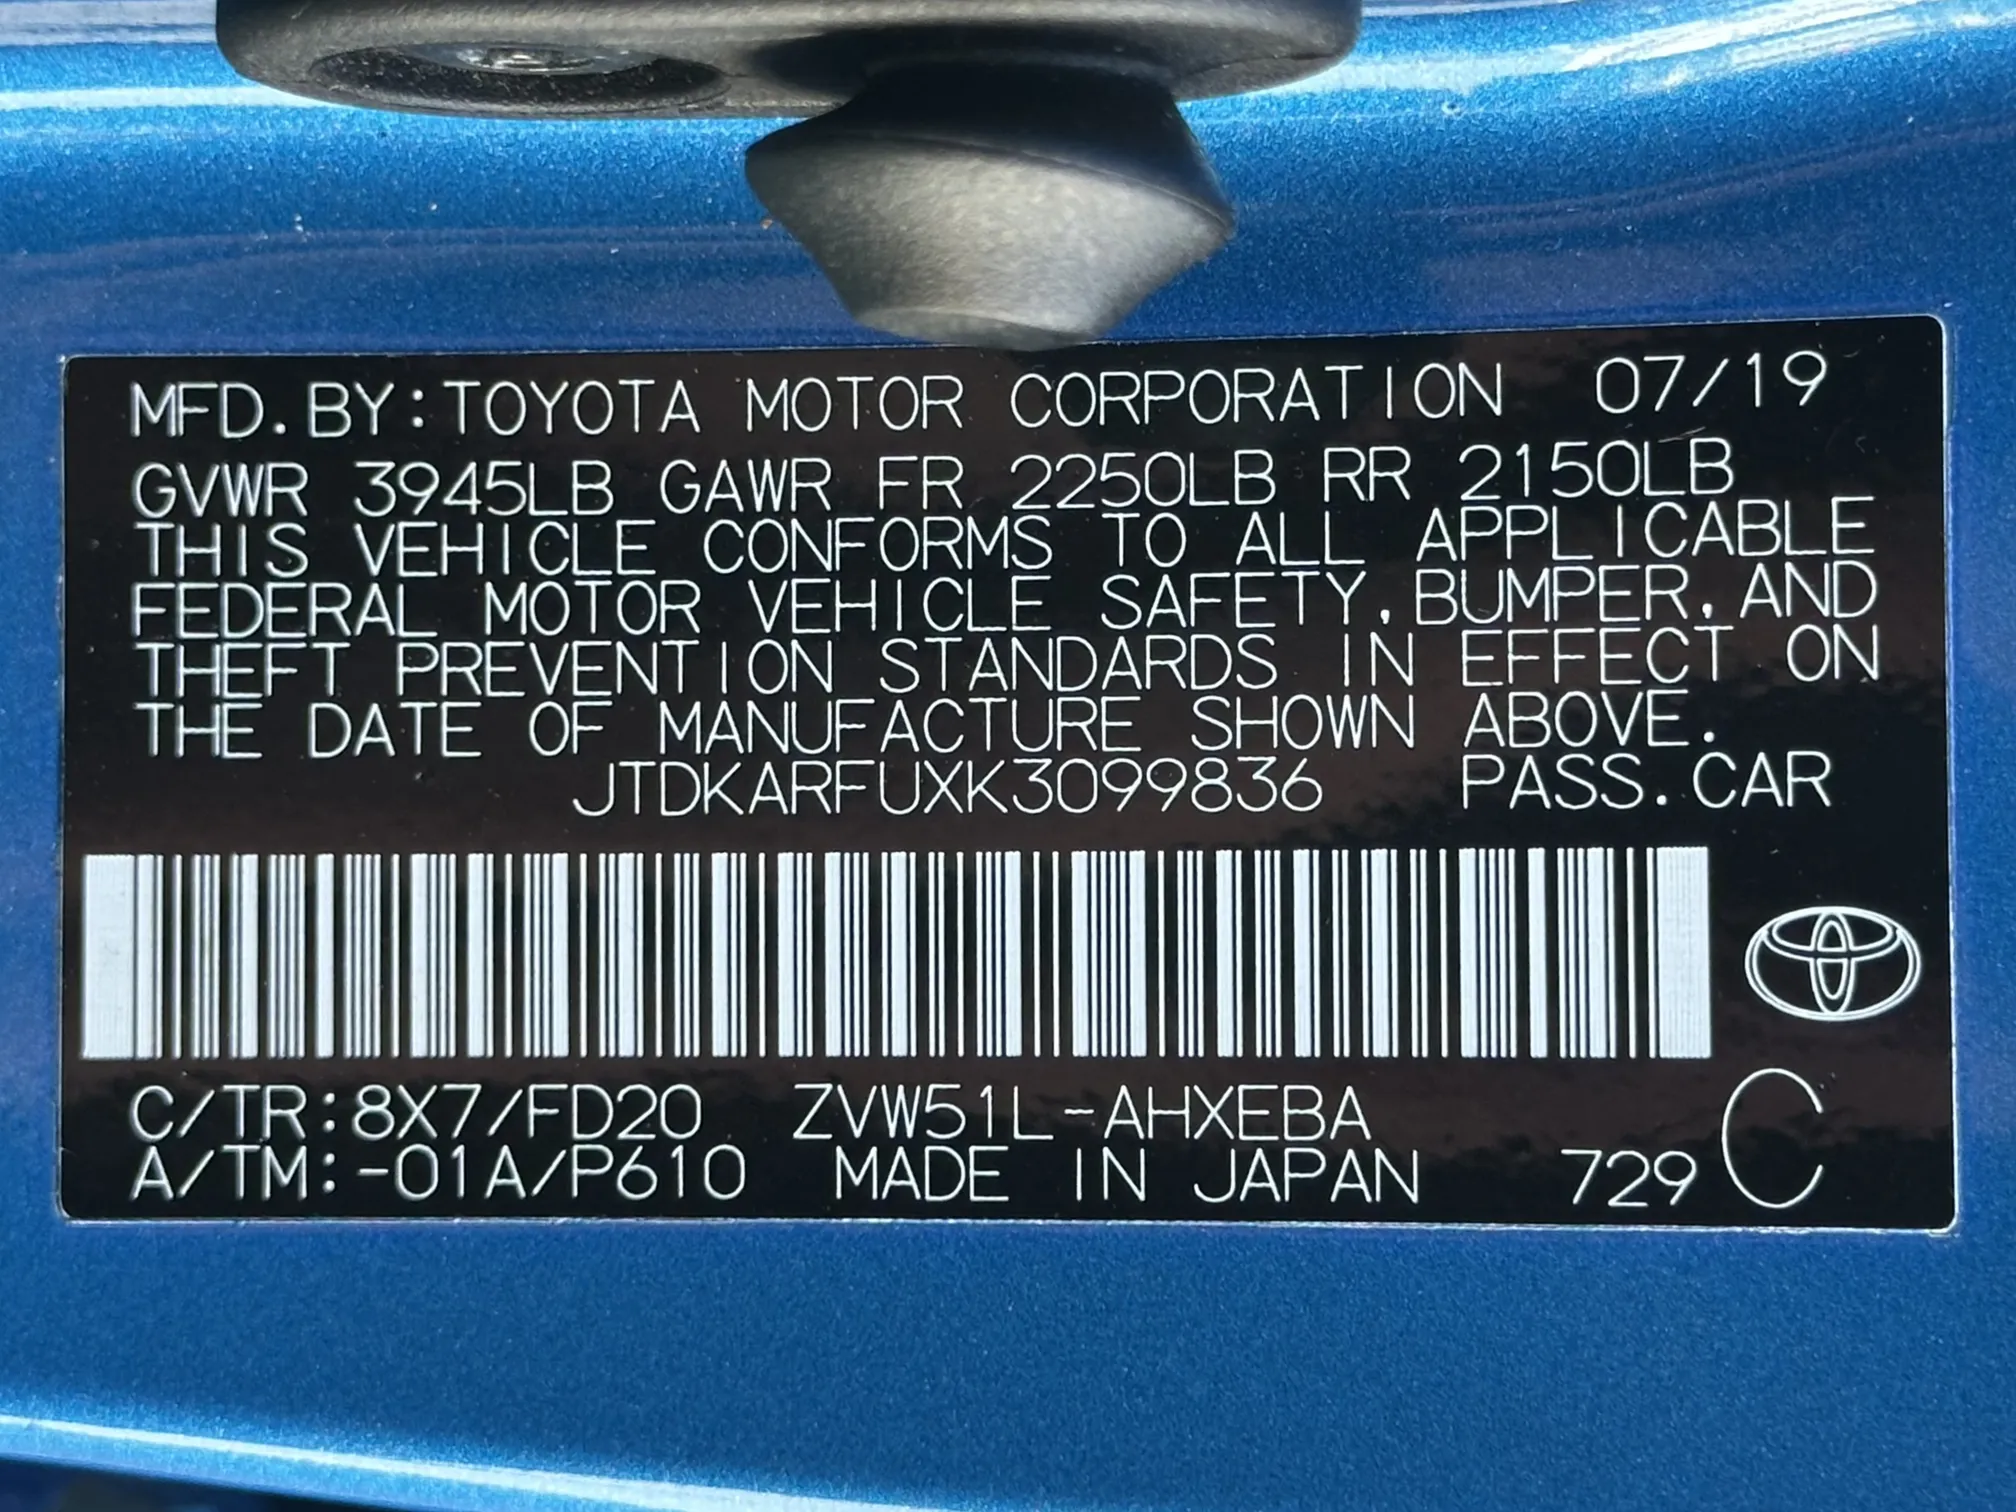 MFD.BY:TOYOTA MOTOR CORPORATION 07/19
GVWR 3945LB GAWR FR 2250LB RR 2150LB
THIS VEHICLE CONFORMS TO ALL APPLICABLE
FEDERAL MOTOR VEHICLE SAFETY,BUMPER,AND
THEFT PREVENTION STANDARDS IN EFFECT ON
THE DATE OF MANUFACTURE SHOWN ABOVE.
JTDKARFUXK3099836 PASS.CAR
C/TR:8X7/FD20 ZVW51L-AHXEBA
A/TM:-01A/P610 MADE IN JAPAN 729 C